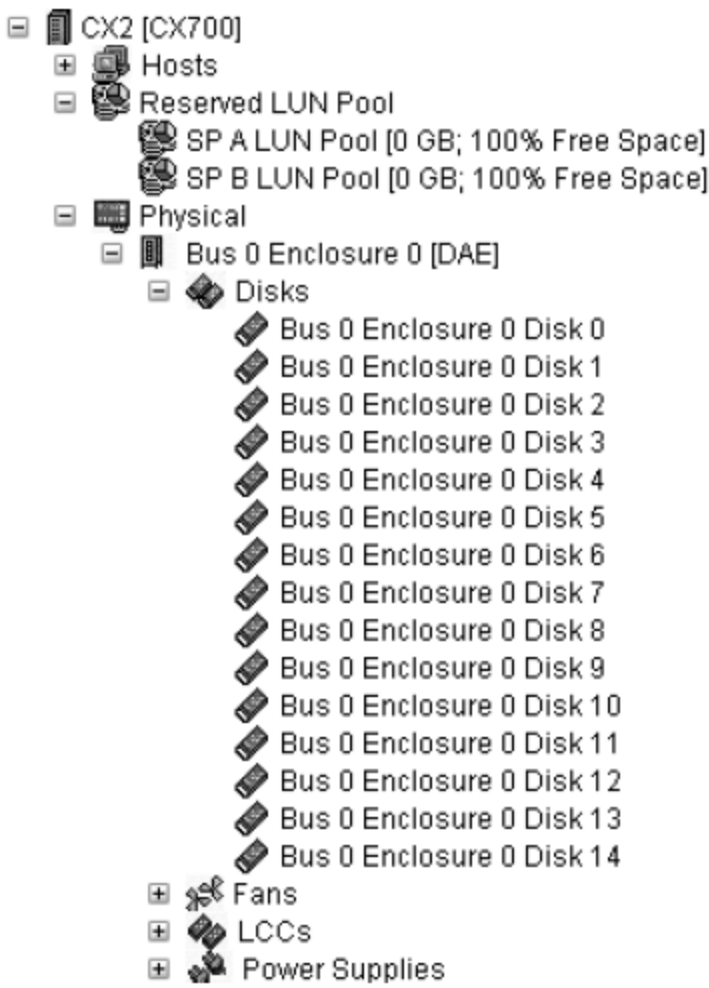 CX2 [CX700]
Hosts
Reserved LUN Pool
SP A LUN Pool [0 GB; 100% Free Space]
SP B LUN Pool [0 GB; 100% Free Space]
Physical
Bus 0 Enclosure 0 [DAE]
Disks
Bus 0 Enclosure 0 Disk 0
Bus 0 Enclosure 0 Disk 1
Bus 0 Enclosure 0 Disk 2
Bus 0 Enclosure 0 Disk 3
Bus 0 Enclosure 0 Disk 4
Bus 0 Enclosure 0 Disk 5
Bus 0 Enclosure 0 Disk 6
Bus 0 Enclosure 0 Disk 7
Bus 0 Enclosure 0 Disk 8
Bus 0 Enclosure 0 Disk 9
Bus 0 Enclosure 0 Disk 10
Bus 0 Enclosure 0 Disk 11
Bus 0 Enclosure 0 Disk 12
Bus 0 Enclosure 0 Disk 13
Bus 0 Enclosure 0 Disk 14
Fans
LCCs
Power Supplies